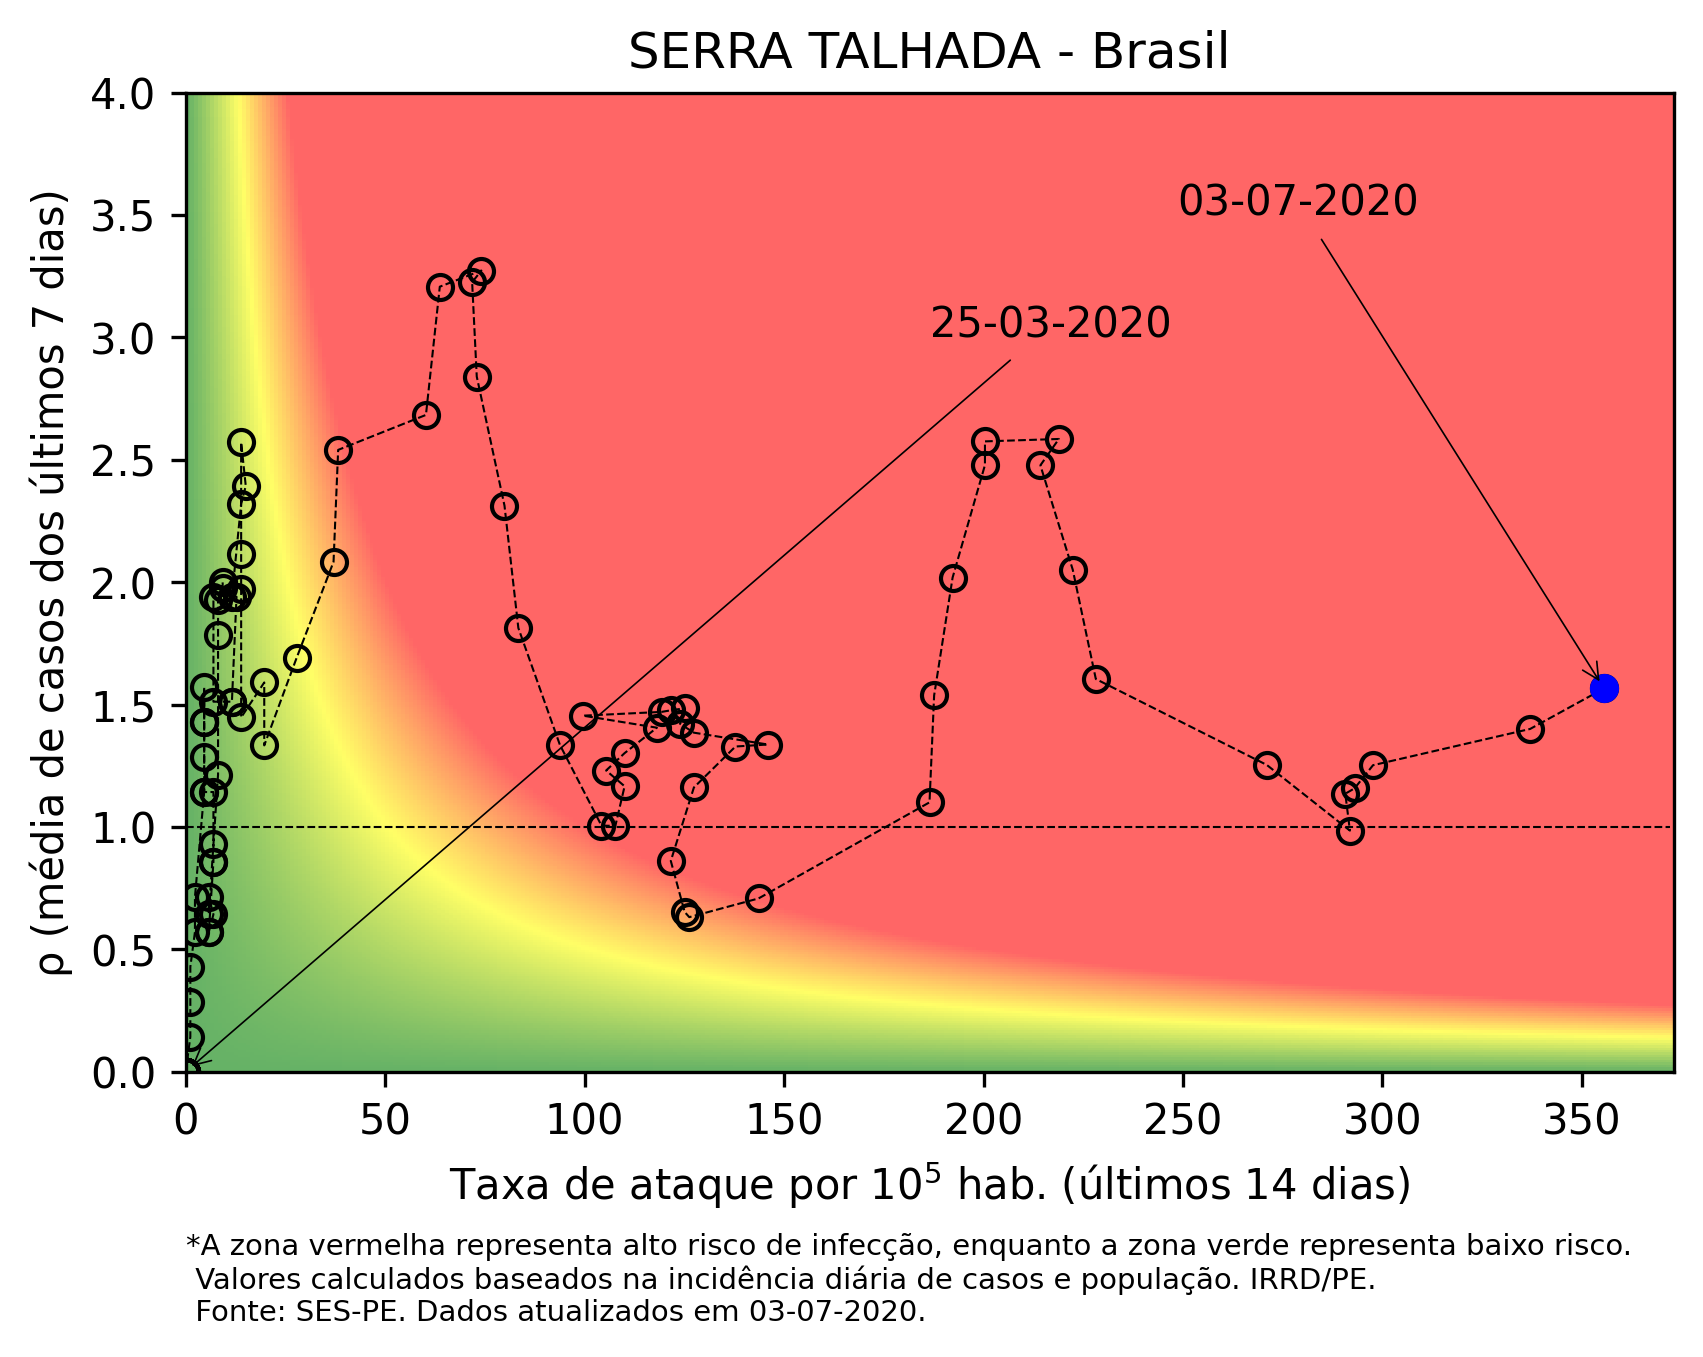 SERRA TALHADA - Brasil
4.0
3.5
3.0
2.5
2.0
1.5
1.0
0.5
0.0
ρ (média de casos dos últimos 7 dias)
03-07-2020
25-03-2020
0 50 100 150 200 250 300 350
Taxa de ataque por 10⁵ hab. (últimos 14 dias)
*A zona vermelha representa alto risco de infecção, enquanto a zona verde representa baixo risco.
Valores calculados baseados na incidência diária de casos e população. IRRD/PE.
Fonte: SES-PE. Dados atualizados em 03-07-2020.